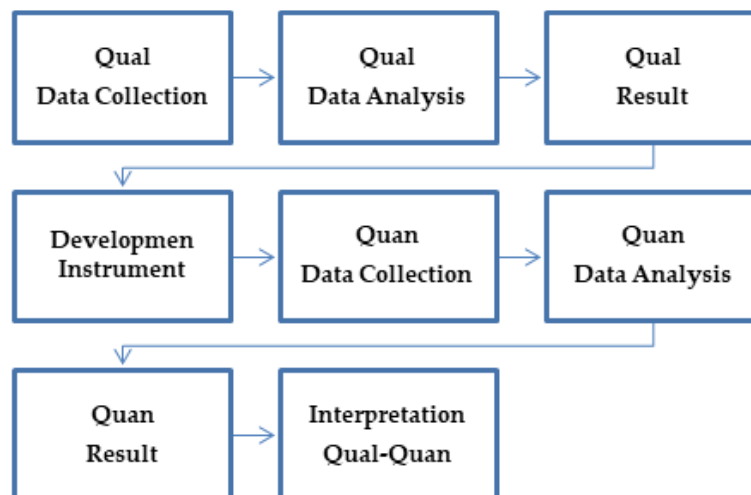 Qual
Data Collection
Qual
Data Analysis
Qual
Result
Developmen
Instrument
Quan
Data Collection
Quan
Data Analysis
Quan
Result
Interpretation
Qual-Quan